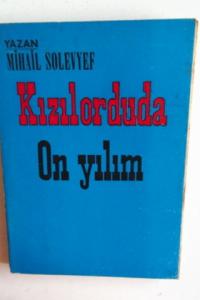 YAZAN
MİHAİL SOLEVYEF
Kızılorduda
On yılım